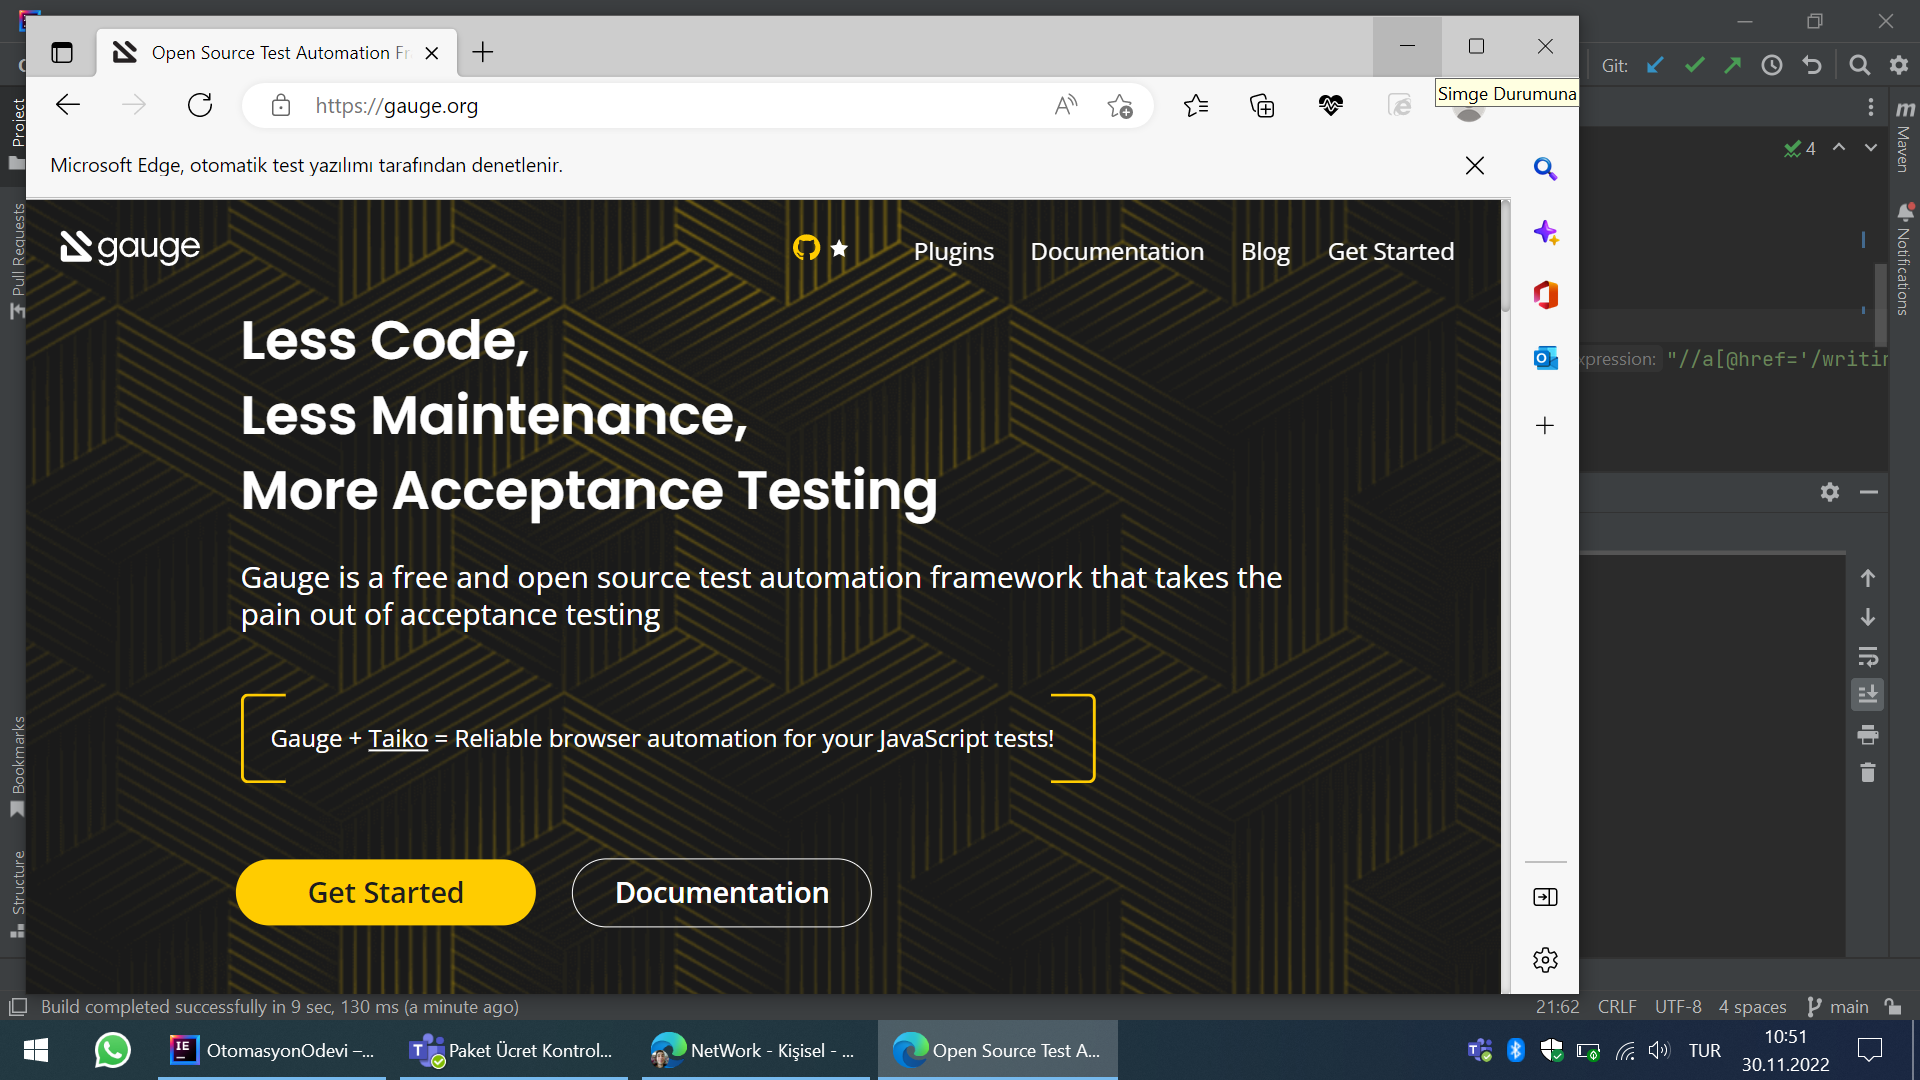 Open Source Test Automation Fr
https://gauge.org
Simge Durumuna
Git:
Microsoft Edge, otomatik test yazılımı tarafından denetlenir.
Project
Pull Requests
Bookmarks
Structure
gauge
Plugins
Documentation
Blog
Get Started
Less Code,
Less Maintenance,
More Acceptance Testing
Gauge is a free and open source test automation framework that takes the
pain out of acceptance testing
Gauge + Taiko = Reliable browser automation for your JavaScript tests!
Get Started
Documentation
4
Maven
Notifications
xpression: "//a[@href='/writin
Build completed successfully in 9 sec, 130 ms (a minute ago)
21:62 CRLF UTF-8 4 spaces main
OtomasyonOdevi –...
Paket Ücret Kontrol...
NetWork - Kişisel - ...
Open Source Test A...
TUR
10:51
30.11.2022